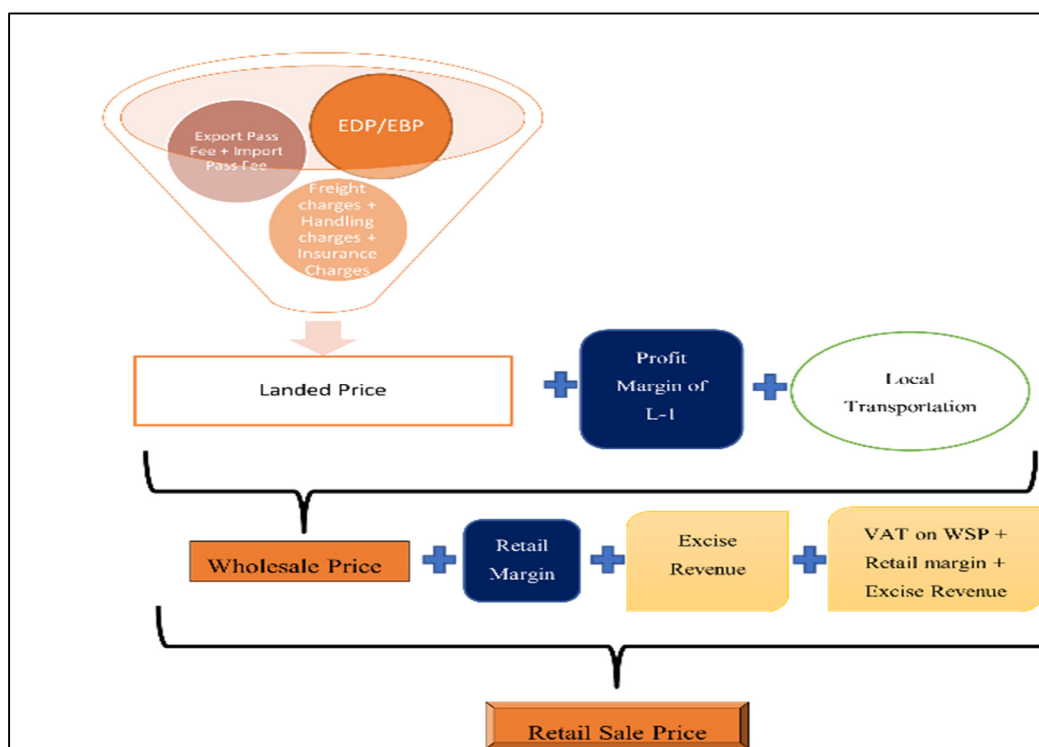 EDP/EBP
Export Pass
Fee + Import
Pass Fee
Freight
charges +
Handling
charges +
Insurance
Charges
Landed Price
Profit
Margin of
L-1
Local
Transportation
Wholesale Price
Retail
Margin
Excise
Revenue
VAT on WSP +
Retail margin +
Excise Revenue
Retail Sale Price